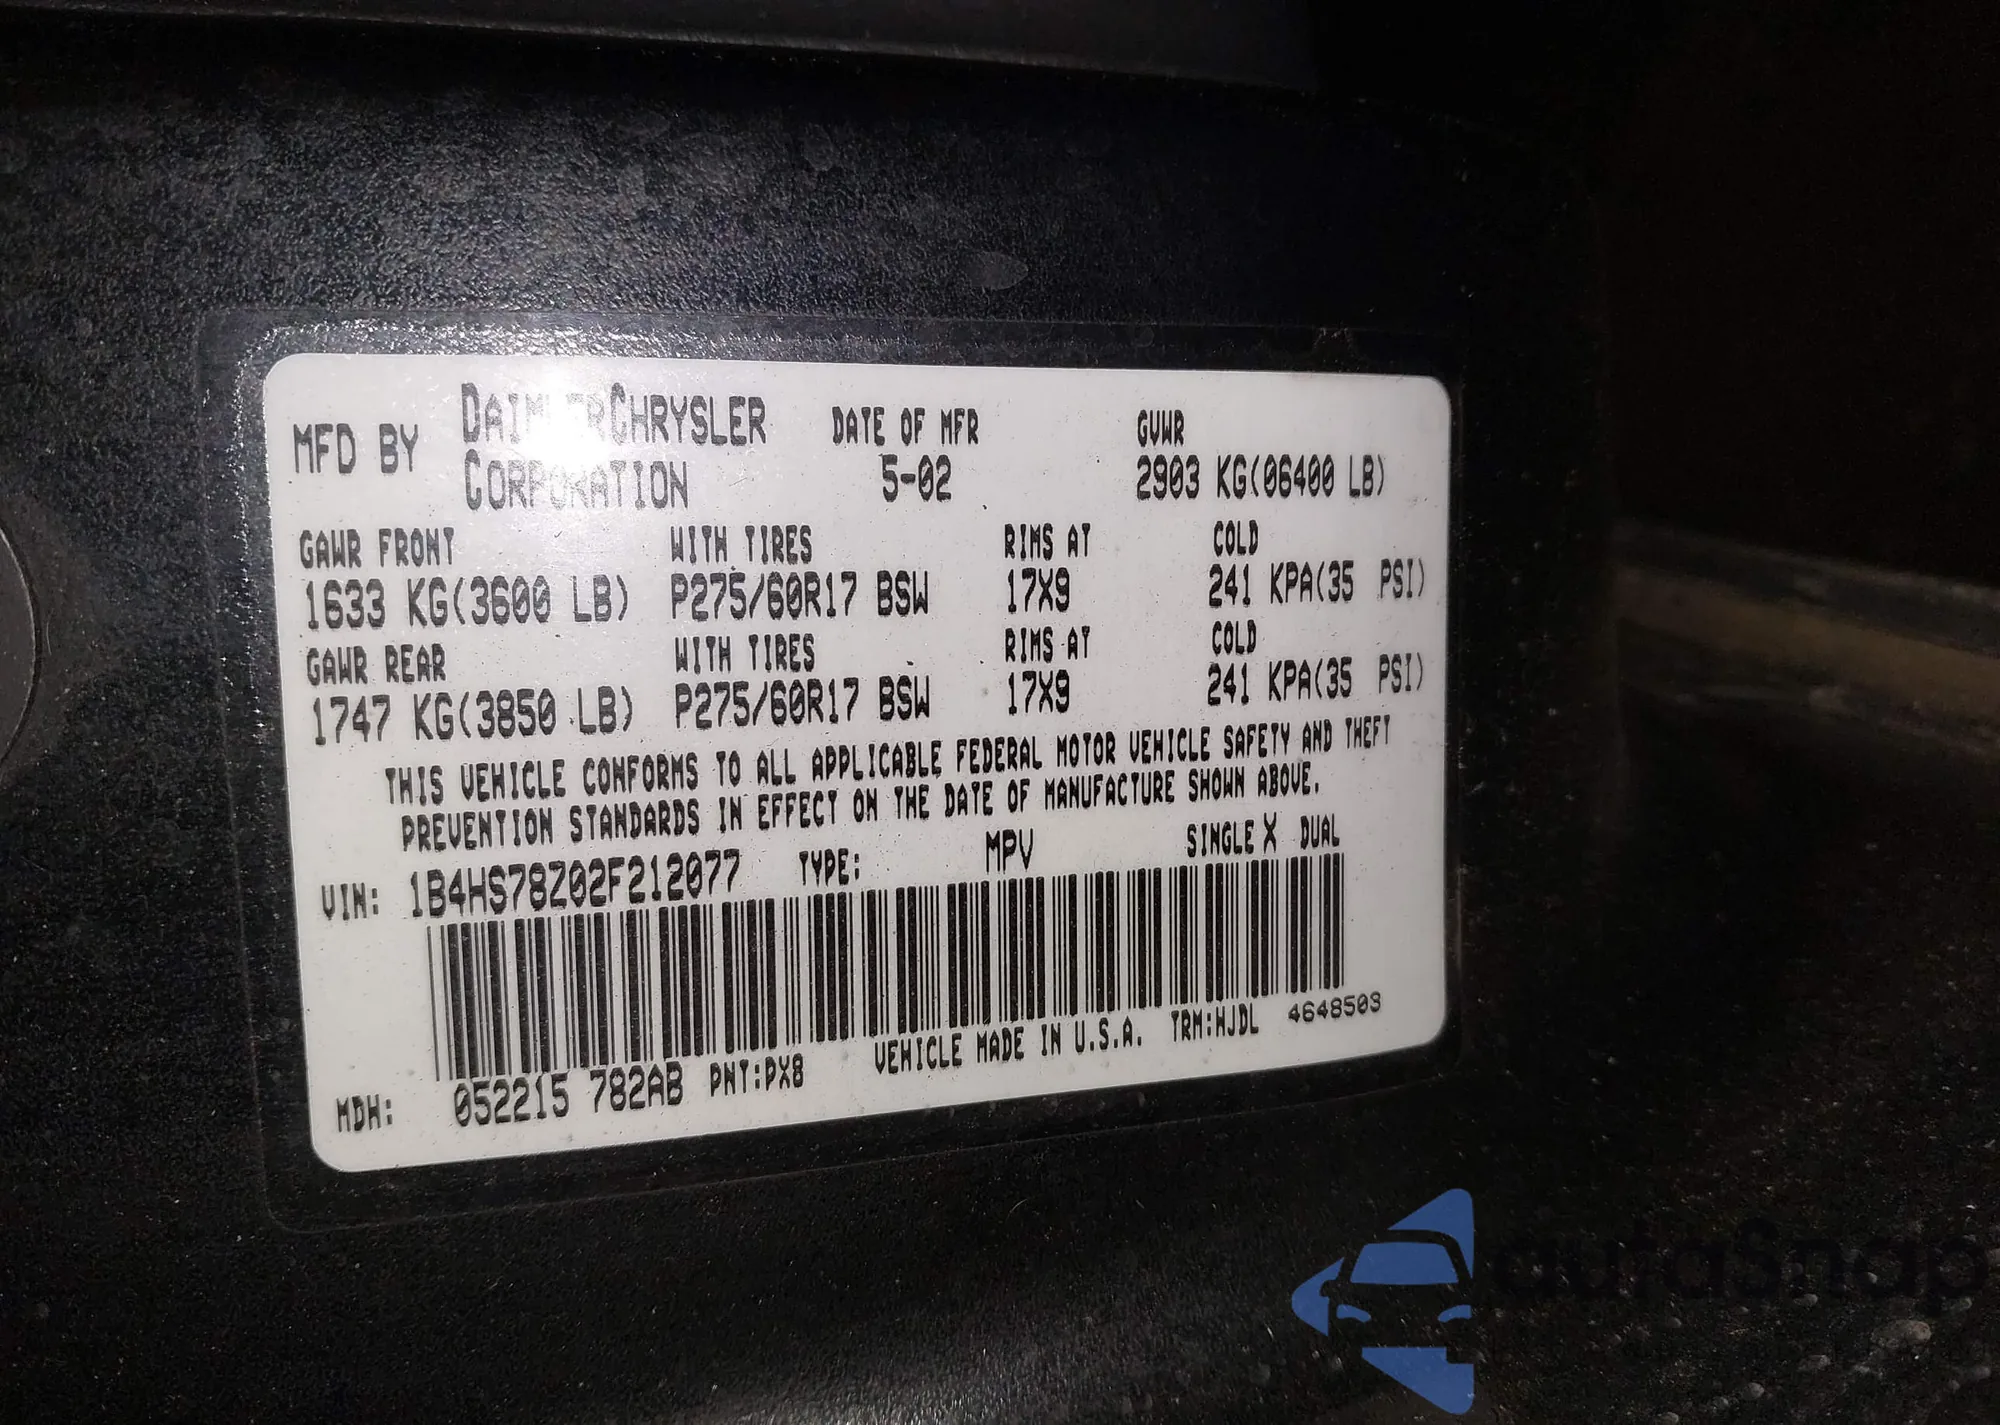 MFD BY DAIMLERCHRYSLER CORPORATION DATE OF MFR 5-02 GVWR 2903 KG(06400 LB)
GAWR FRONT WITH TIRES RIMS AT COLD
1633 KG(3600 LB) P275/60R17 BSW 17X9 241 KPA(35 PSI)
GAWR REAR WITH TIRES RIMS AT COLD
1747 KG(3850 LB) P275/60R17 BSW 17X9 241 KPA(35 PSI)
THIS VEHICLE CONFORMS TO ALL APPLICABLE FEDERAL MOTOR VEHICLE SAFETY AND THEFT
PREVENTION STANDARDS IN EFFECT ON THE DATE OF MANUFACTURE SHOWN ABOVE.
VIN: 1B4HS78Z02F212077 TYPE: MPV SINGLE X DUAL
MDH: 052215 782AB PNT:PX8 VEHICLE MADE IN U.S.A. TRM:HJDL 4648503
autosnap